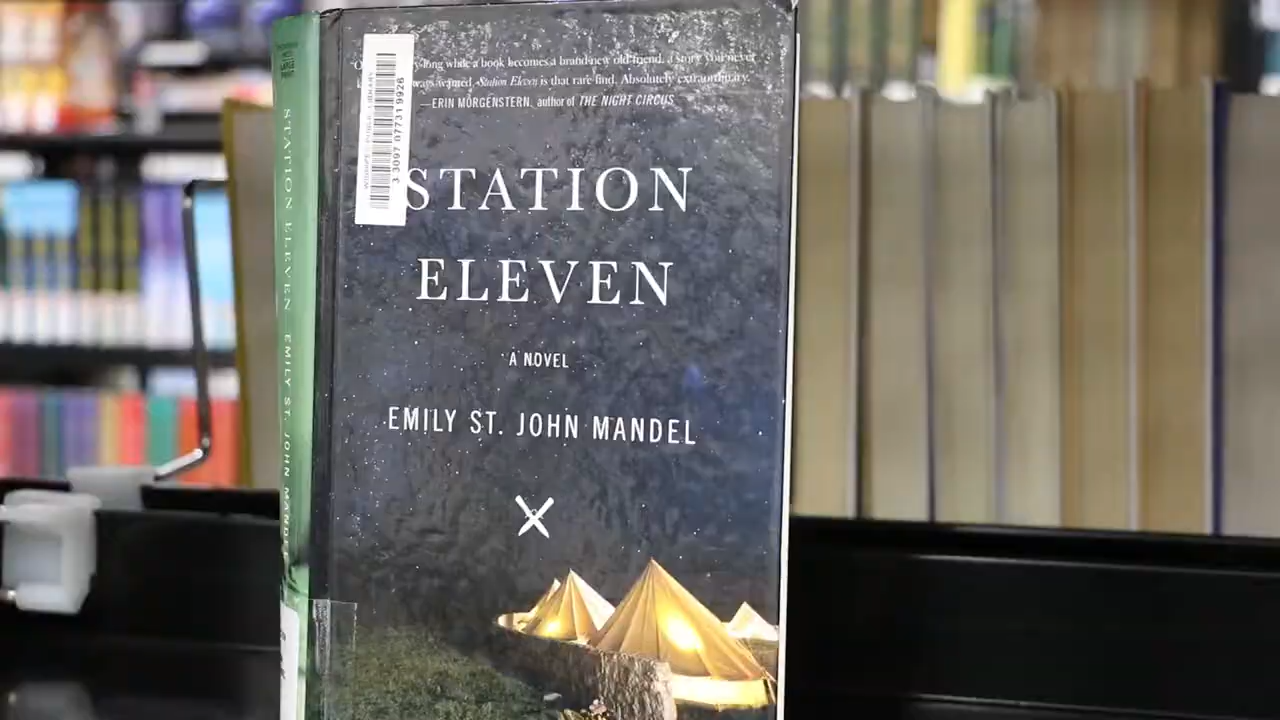 long while a book becomes a brand-new old friend, a story you never
wanted. Station Eleven is that rare find. Absolutely extraordinary.
—ERIN MORGENSTERN, author of THE NIGHT CIRCUS
STATION
ELEVEN
A NOVEL
EMILY ST. JOHN MANDEL
STATION ELEVEN EMILY ST. JOHN MANDEL
3 3097 07731 9926